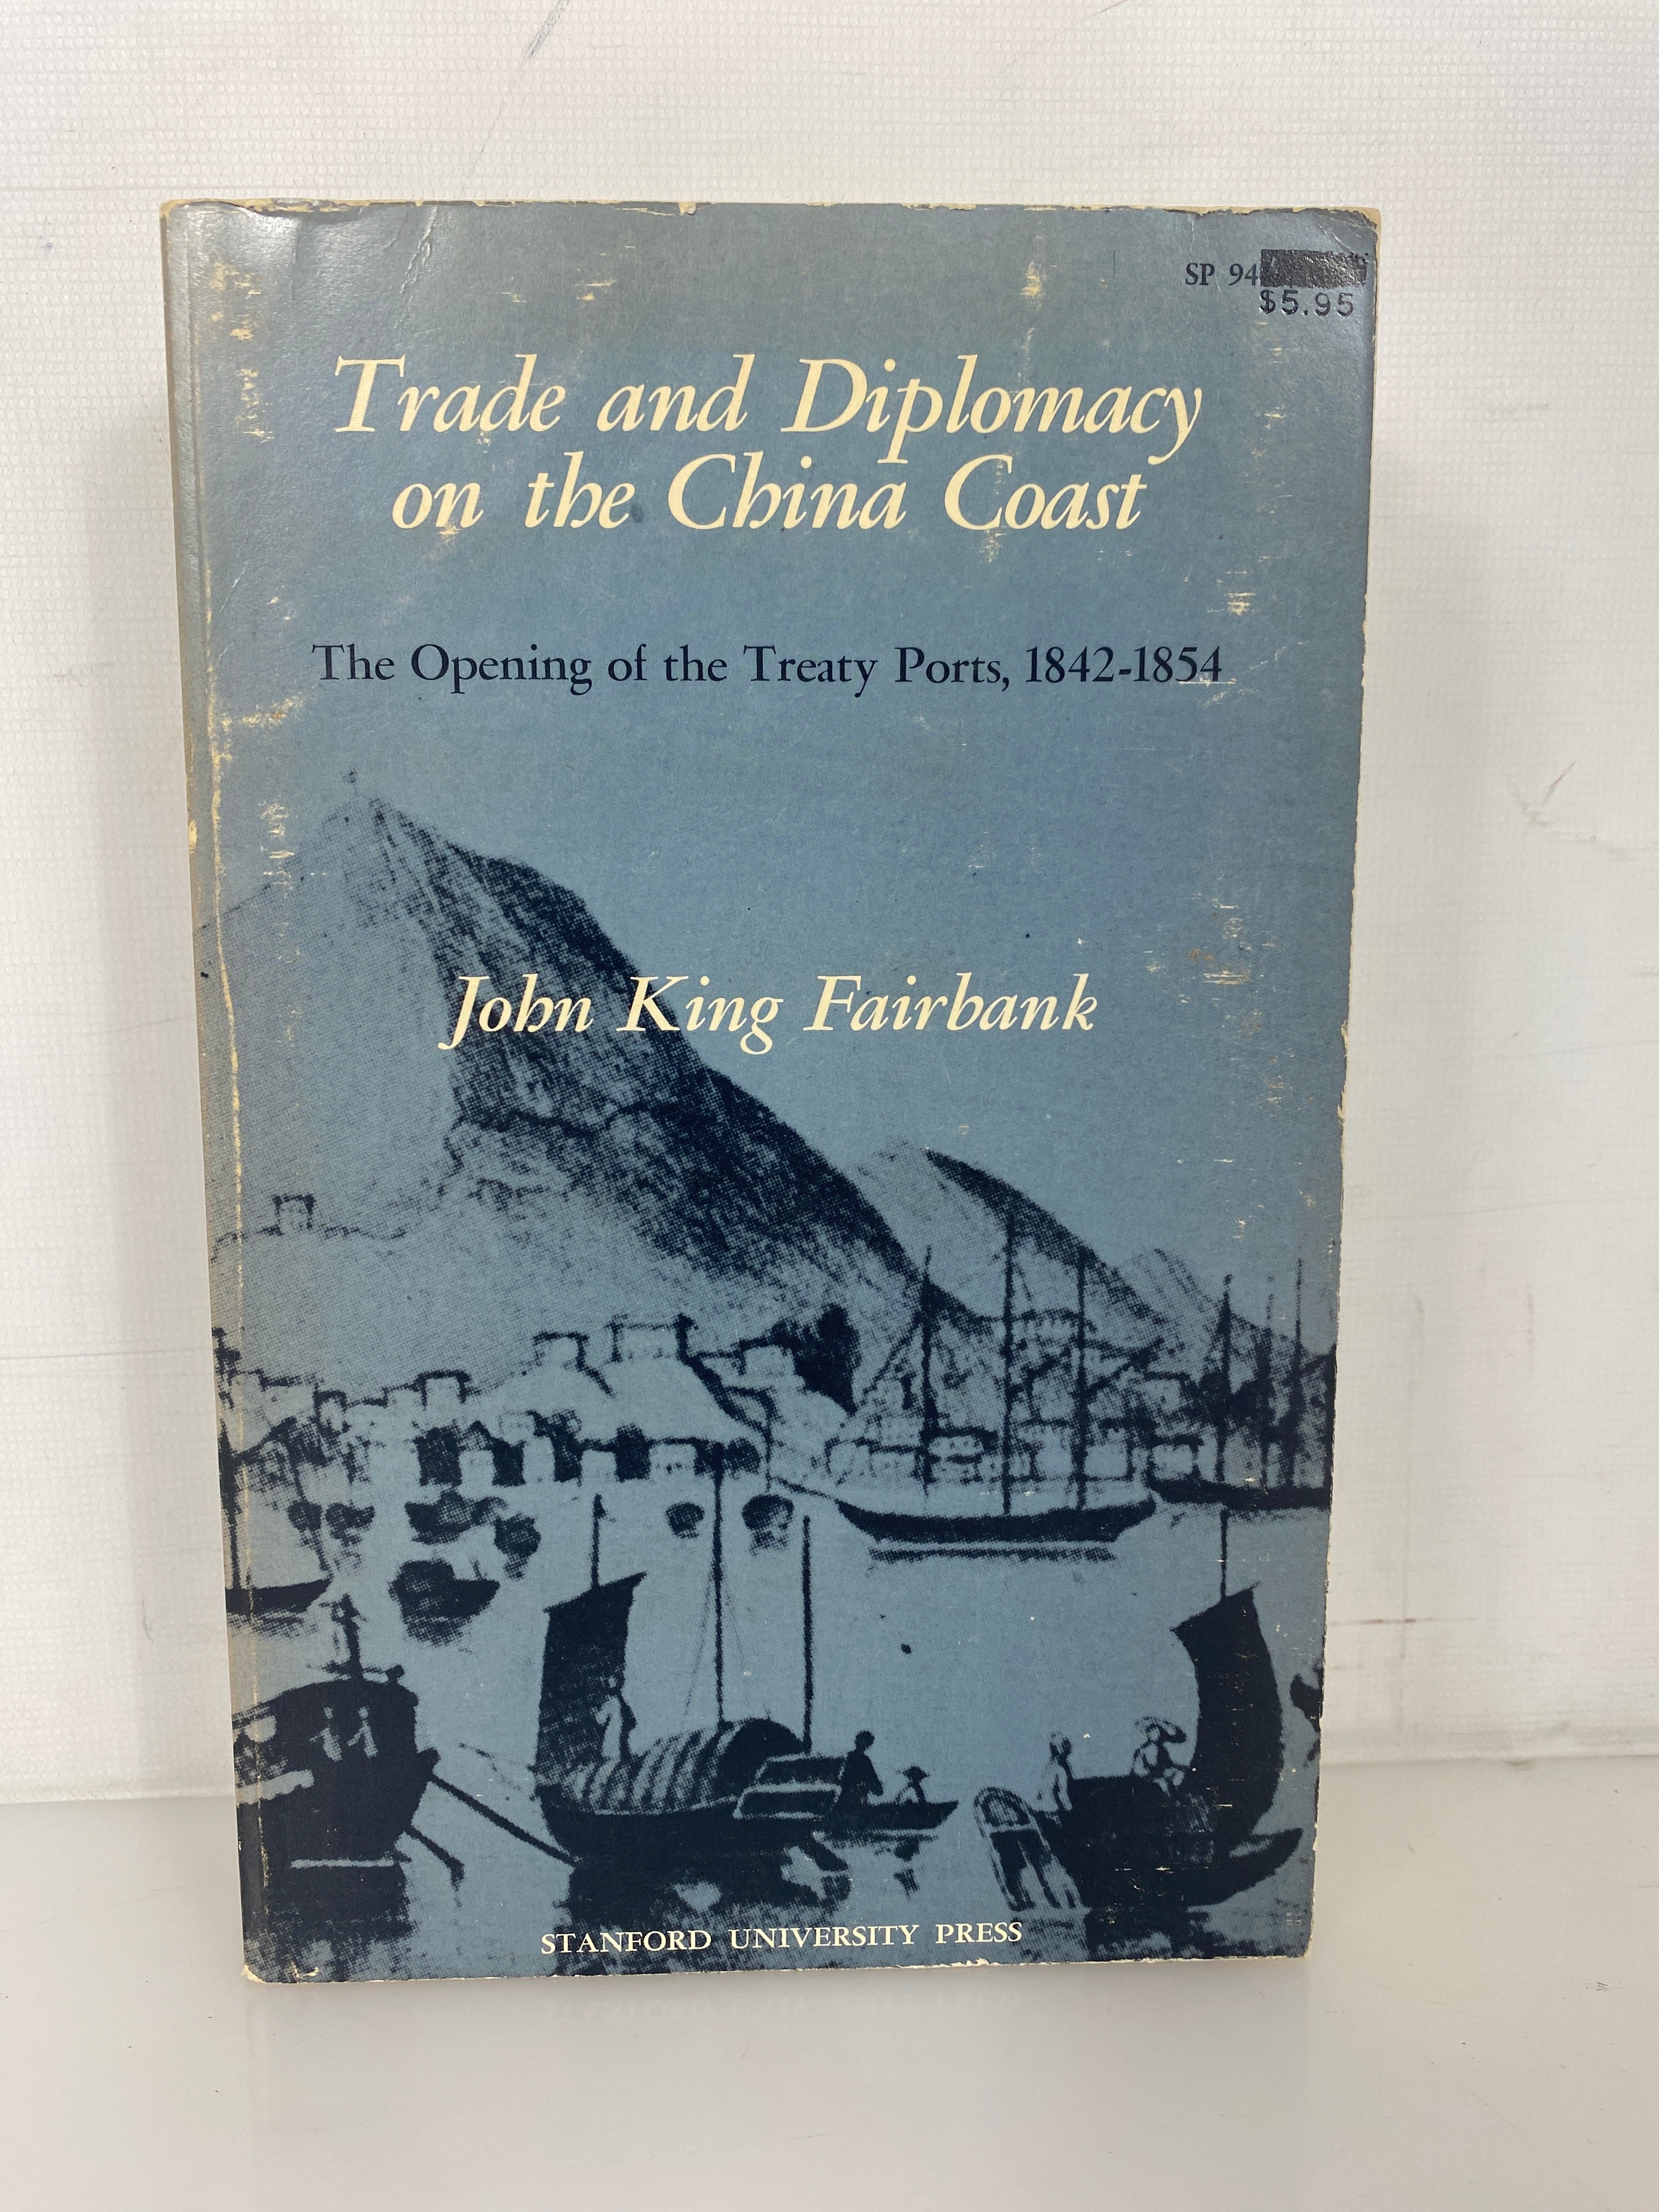 SP 94
$5.95
Trade and Diplomacy
on the China Coast
The Opening of the Treaty Ports, 1842-1854
John King Fairbank
STANFORD UNIVERSITY PRESS